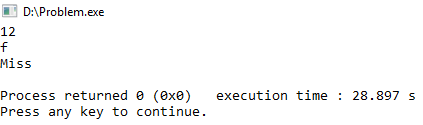 D:\Problem.exe
12
f
Miss
Process returned 0 (0x0)   execution time : 28.897 s
Press any key to continue.